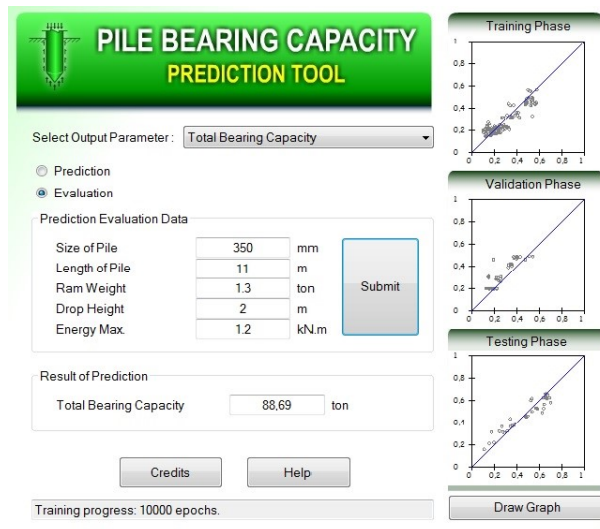 PILE BEARING CAPACITY
PREDICTION TOOL
Select Output Parameter : Total Bearing Capacity
Prediction
Evaluation
Prediction Evaluation Data
Size of Pile 350 mm
Length of Pile 11 m
Ram Weight 1.3 ton
Drop Height 2 m
Energy Max. 1.2 kN.m
Submit
Result of Prediction
Total Bearing Capacity 88,69 ton
Credits Help
Training progress: 10000 epochs.
Training Phase
1
0,8
0,6
0,4
0,2
0
0 0,2 0,4 0,6 0,8 1
Validation Phase
1
0,8
0,6
0,4
0,2
0
0 0,2 0,4 0,6 0,8 1
Testing Phase
1
0,8
0,6
0,4
0,2
0
0 0,2 0,4 0,6 0,8 1
Draw Graph